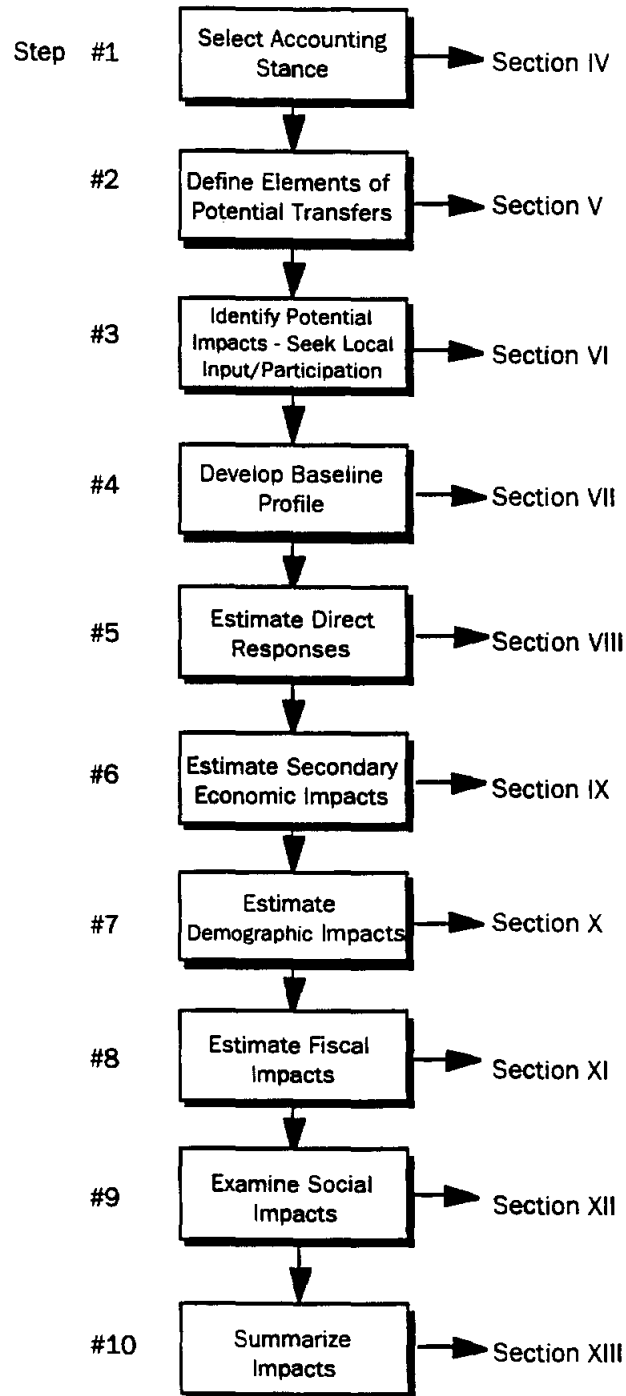 Step #1
Select Accounting
Stance
Section IV
#2
Define Elements of
Potential Transfers
Section V
#3
Identify Potential
Impacts - Seek Local
Input/Participation
Section VI
#4
Develop Baseline
Profile
Section VII
#5
Estimate Direct
Responses
Section VIII
#6
Estimate Secondary
Economic Impacts
Section IX
#7
Estimate
Demographic Impacts
Section X
#8
Estimate Fiscal
Impacts
Section XI
#9
Examine Social
Impacts
Section XII
#10
Summarize
Impacts
Section XIII